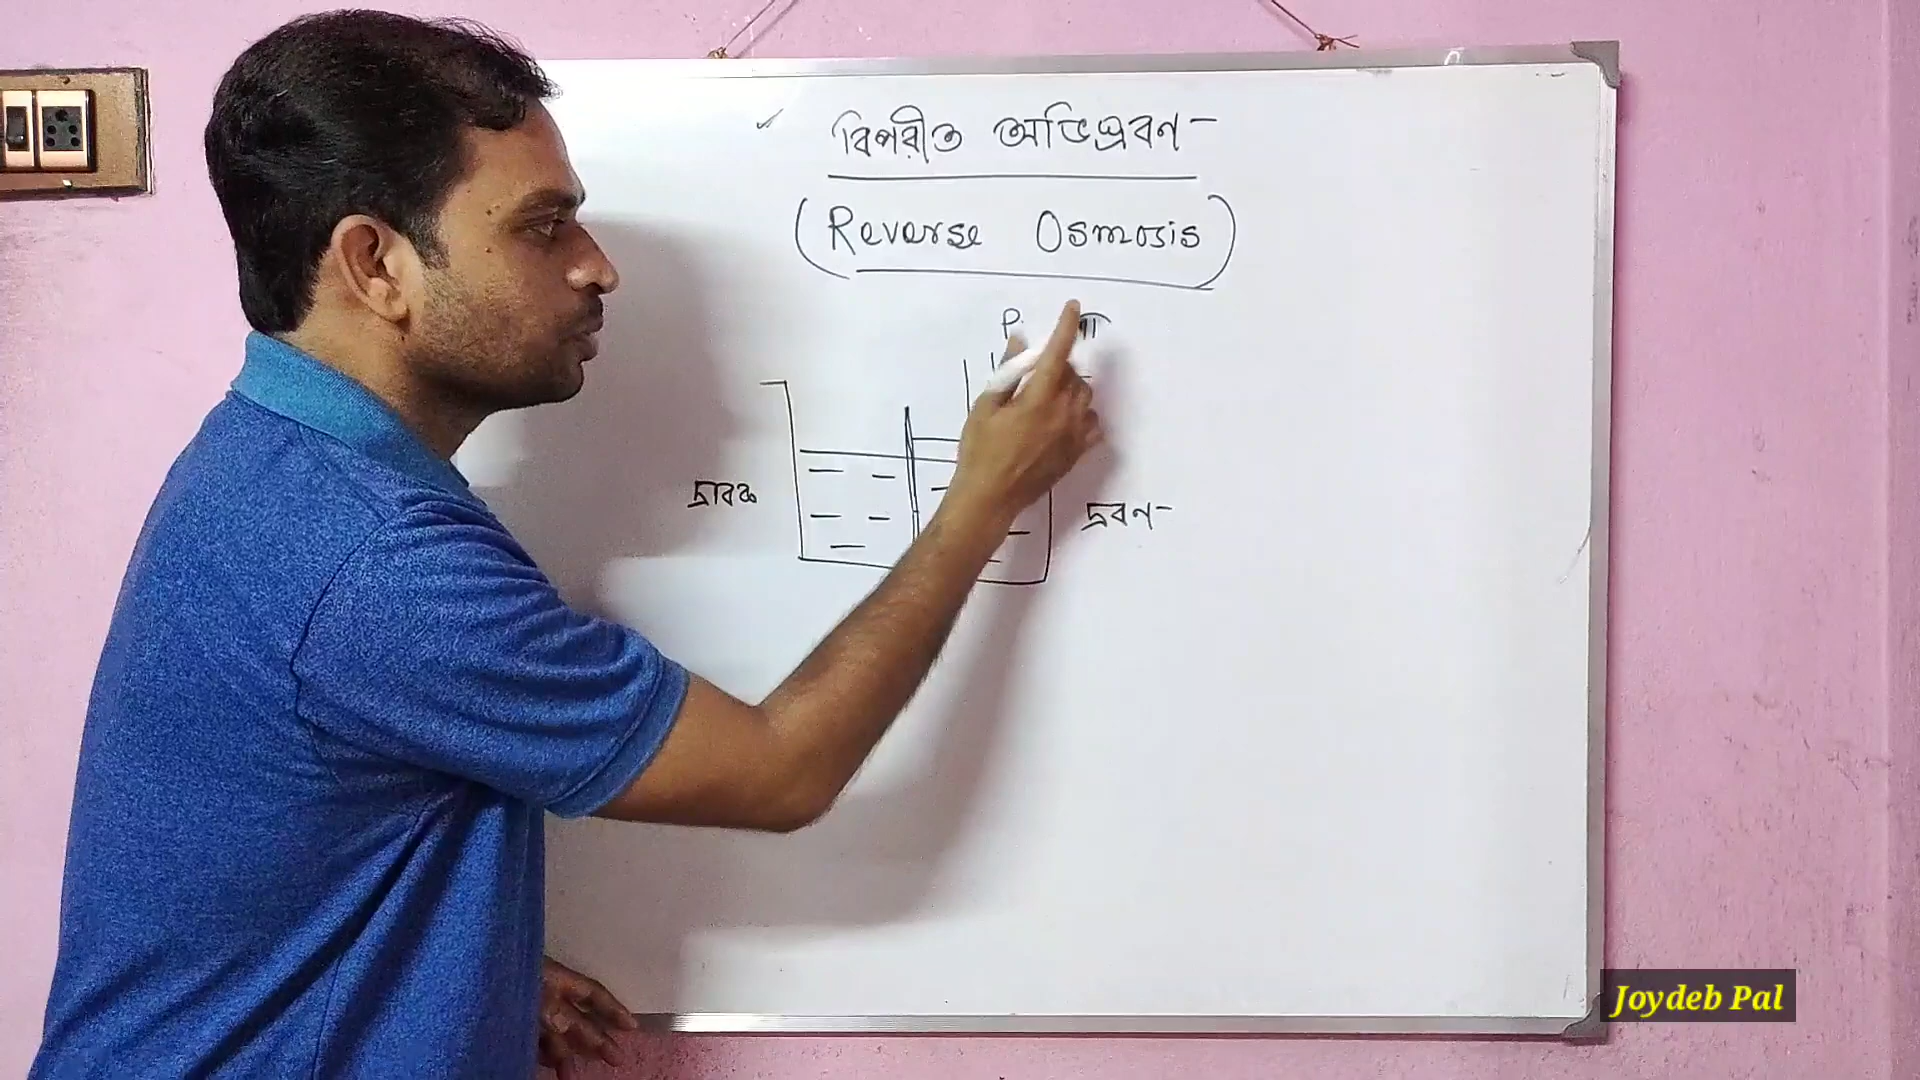 বিপরীত অভিস্রবণ
(Reverse Osmosis)
দ্রাবক
দ্রবণ
Joydeb Pal